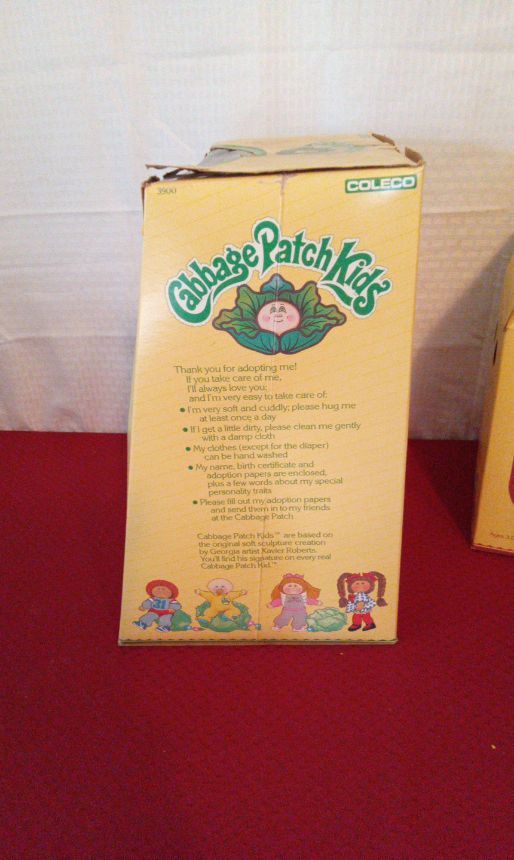 3900
COLECO
Cabbage Patch Kids
Thank you for adopting me!
If you take care of me,
I'll always love you;
and I'm very easy to take care of:
• I'm very soft and cuddly; please hug me
at least once a day
• If I get a little dirty, please clean me gently
with a damp cloth
• My clothes (except for the diaper)
can be hand washed
• My name, birth certificate and
adoption papers are enclosed,
plus a few words about my special
personality traits
• Please fill out my adoption papers
and send them in to my friends
at the Cabbage Patch
Cabbage Patch Kids™ are based on
the original soft sculpture creation
by Georgia artist Xavier Roberts.
You'll find his signature on every real
Cabbage Patch Kid.™
Ages 3